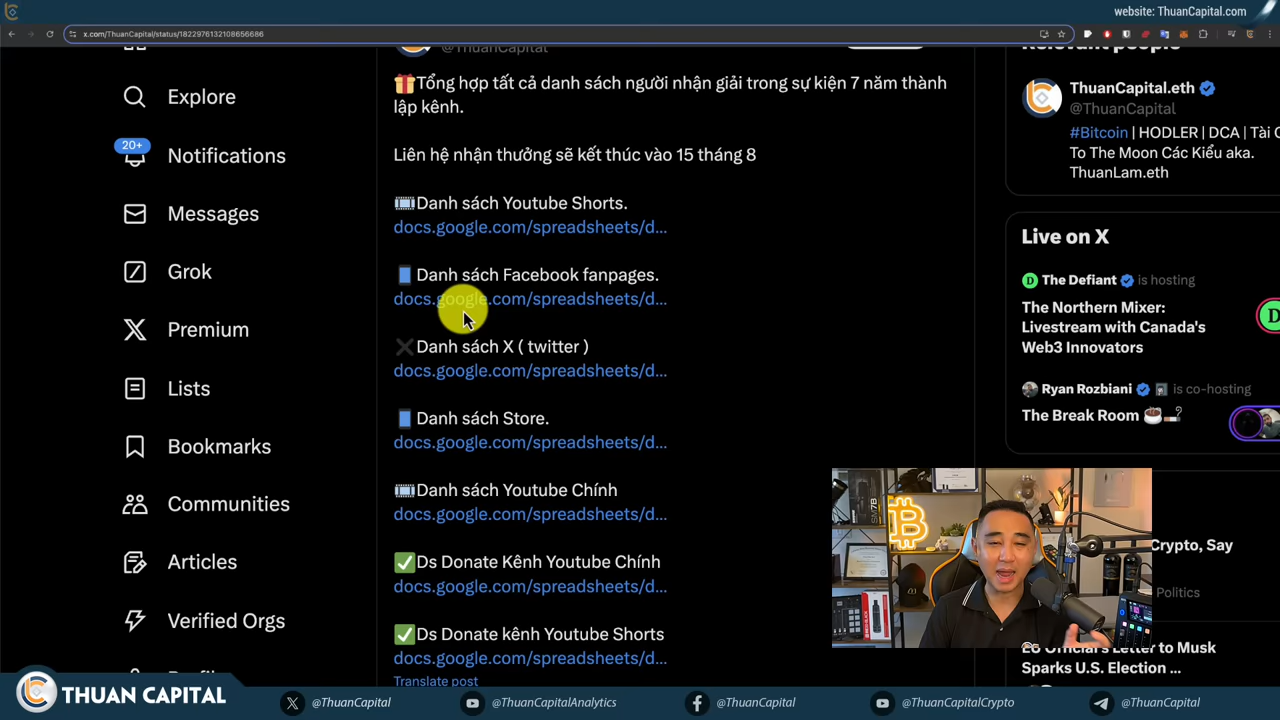 website: ThuanCapital.com
x.com/ThuanCapital/status/1822976132108656686
@ThuanCapital
🎁Tổng hợp tất cả danh sách người nhận giải trong sự kiện 7 năm thành
lập kênh.
Liên hệ nhận thưởng sẽ kết thúc vào 15 tháng 8
🎞Danh sách Youtube Shorts.
docs.google.com/spreadsheets/d...
📘Danh sách Facebook fanpages.
docs.google.com/spreadsheets/d...
✖Danh sách X ( twitter )
docs.google.com/spreadsheets/d...
📘Danh sách Store.
docs.google.com/spreadsheets/d...
🎞Danh sách Youtube Chính
docs.google.com/spreadsheets/d...
✅Ds Donate Kênh Youtube Chính
docs.google.com/spreadsheets/d...
✅Ds Donate kênh Youtube Shorts
docs.google.com/spreadsheets/d...
Translate post
Explore
20+
Notifications
Messages
Grok
Premium
Lists
Bookmarks
Communities
Articles
Verified Orgs
Relevant people
ThuanCapital.eth
@ThuanCapital
#Bitcoin | HODLER | DCA | Tài C
To The Moon Các Kiểu aka.
ThuanLam.eth
Live on X
The Defiant is hosting
The Northern Mixer:
Livestream with Canada's
Web3 Innovators
Ryan Rozbiani is co-hosting
The Break Room
Crypto, Say
Politics
Letter to Musk
Sparks U.S. Election ...
SM7B
THUAN CAPITAL
@ThuanCapital
@ThuanCapitalAnalytics
@ThuanCapital
@ThuanCapitalCrypto
@ThuanCapital